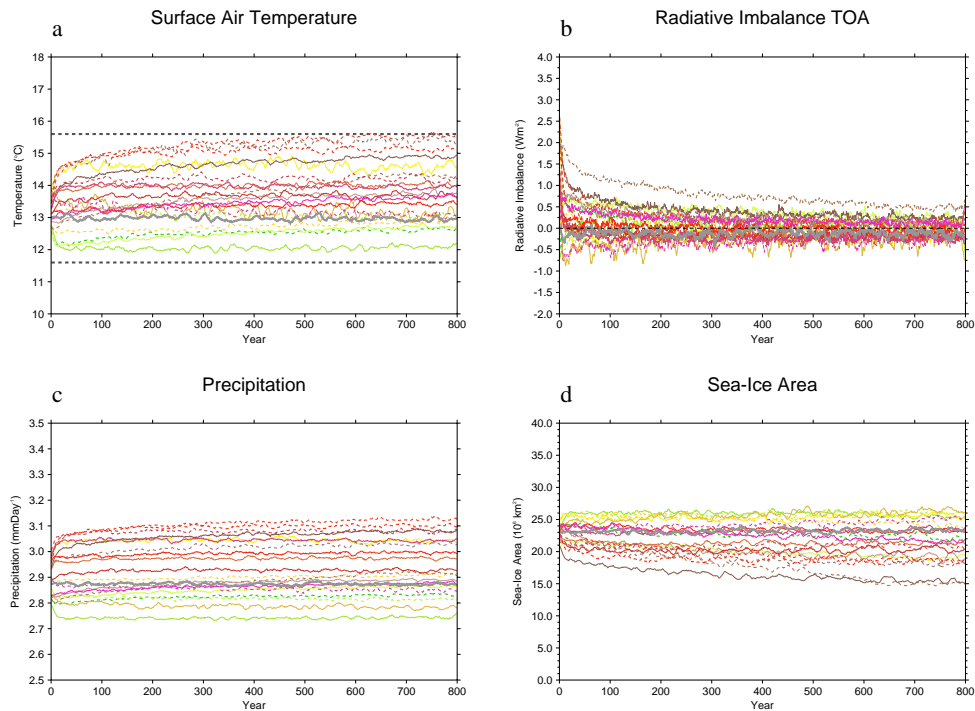 Surface Air Temperature
a
18
17
16
15
14
13
12
11
10
Temperature (°C)
0 100 200 300 400 500 600 700 800
Year
Radiative Imbalance TOA
b
4.0
3.5
3.0
2.5
2.0
1.5
1.0
0.5
0.0
-0.5
-1.0
-1.5
-2.0
Radiative Imbalance (Wm⁻²)
0 100 200 300 400 500 600 700 800
Year
Precipitation
c
3.5
3.4
3.3
3.2
3.1
3.0
2.9
2.8
2.7
2.6
2.5
Precipitation (mmDay⁻¹)
0 100 200 300 400 500 600 700 800
Year
Sea-Ice Area
d
40.0
35.0
30.0
25.0
20.0
15.0
10.0
5.0
0.0
Sea-Ice Area (10⁶ km²)
0 100 200 300 400 500 600 700 800
Year